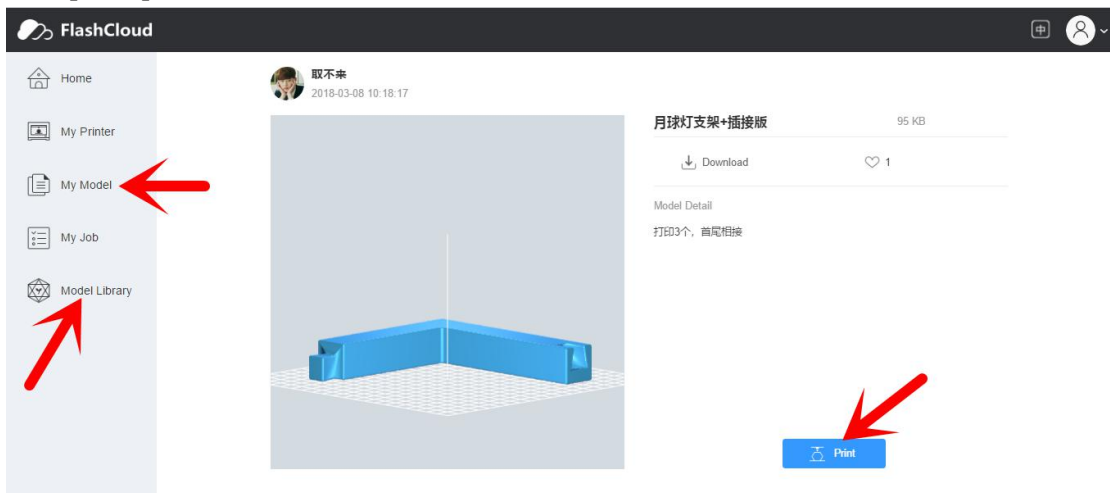 FlashCloud
中
Home
My Printer
My Model
My Job
Model Library
取不来
2018-03-08 10:18:17
月球灯支架+插接版
95 KB
Download
1
Model Detail
打印3个，首尾相接
Print